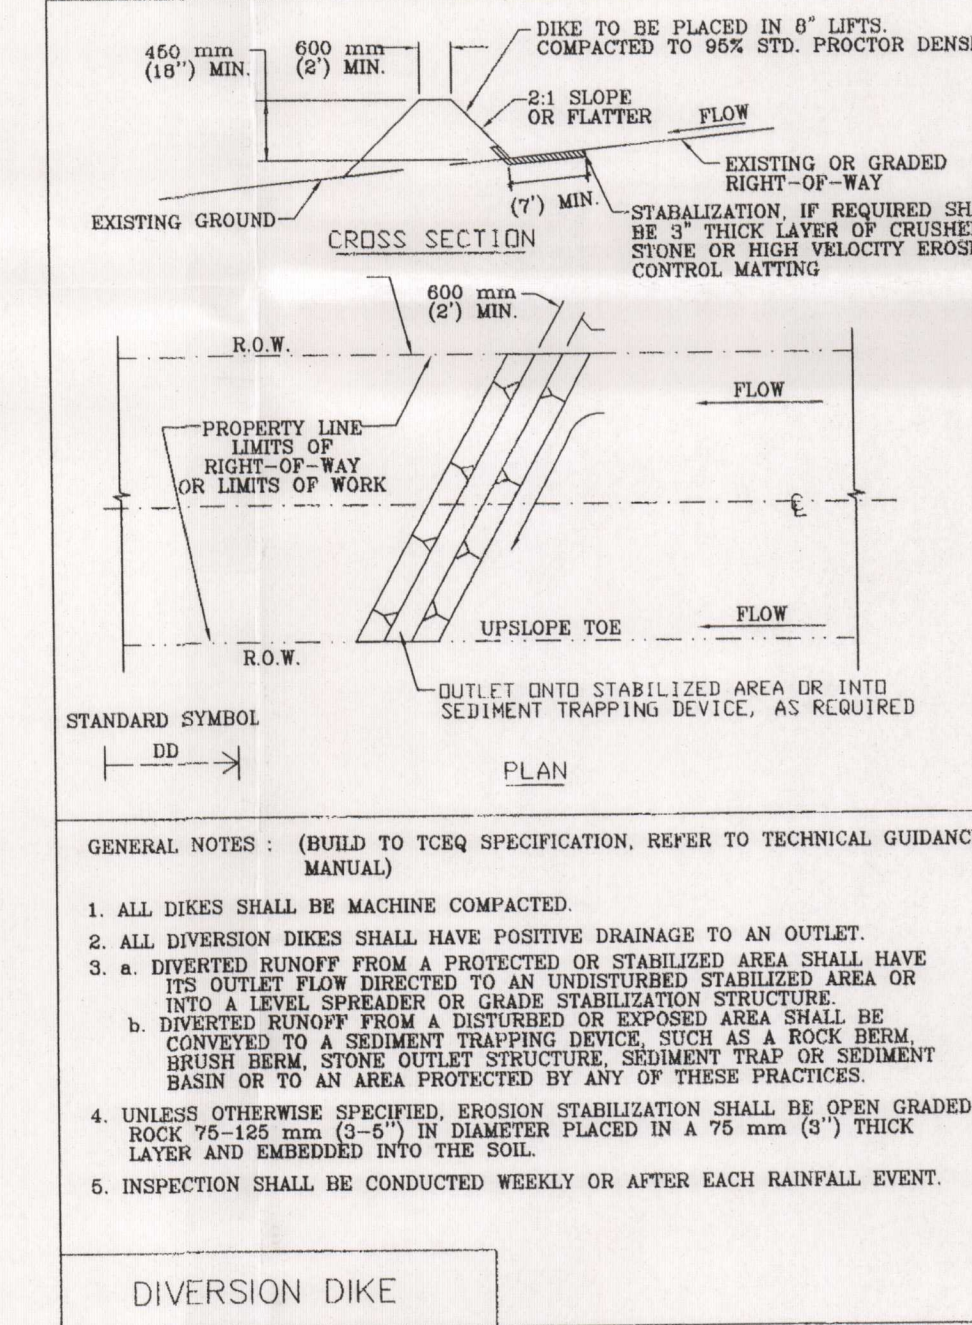 DIKE TO BE PLACED IN 8" LIFTS.
COMPACTED TO 95% STD. PROCTOR DENS
450 mm
(18") MIN.
600 mm
(2') MIN.
2:1 SLOPE
OR FLATTER
FLOW
EXISTING OR GRADED
RIGHT-OF-WAY
(7') MIN.
EXISTING GROUND
STABALIZATION, IF REQUIRED SHA
BE 3" THICK LAYER OF CRUSHE
STONE OR HIGH VELOCITY EROSI
CONTROL MATTING
CROSS SECTION
600 mm
(2') MIN.
R.O.W.
FLOW
PROPERTY LINE
LIMITS OF
RIGHT-OF-WAY
OR LIMITS OF WORK
℄
FLOW
UPSLOPE TOE
R.O.W.
OUTLET ONTO STABILIZED AREA OR INTO
SEDIMENT TRAPPING DEVICE, AS REQUIRED
STANDARD SYMBOL
DD
PLAN
GENERAL NOTES : (BUILD TO TCEQ SPECIFICATION, REFER TO TECHNICAL GUIDANC
MANUAL)
1. ALL DIKES SHALL BE MACHINE COMPACTED.
2. ALL DIVERSION DIKES SHALL HAVE POSITIVE DRAINAGE TO AN OUTLET.
3. a. DIVERTED RUNOFF FROM A PROTECTED OR STABILIZED AREA SHALL HAVE
ITS OUTLET FLOW DIRECTED TO AN UNDISTURBED STABILIZED AREA OR
INTO A LEVEL SPREADER OR GRADE STABILIZATION STRUCTURE.
b. DIVERTED RUNOFF FROM A DISTURBED OR EXPOSED AREA SHALL BE
CONVEYED TO A SEDIMENT TRAPPING DEVICE, SUCH AS A ROCK BERM,
BRUSH BERM, STONE OUTLET STRUCTURE, SEDIMENT TRAP OR SEDIMENT
BASIN OR TO AN AREA PROTECTED BY ANY OF THESE PRACTICES.
4. UNLESS OTHERWISE SPECIFIED, EROSION STABILIZATION SHALL BE OPEN GRADED
ROCK 75-125 mm (3-5") IN DIAMETER PLACED IN A 75 mm (3") THICK
LAYER AND EMBEDDED INTO THE SOIL.
5. INSPECTION SHALL BE CONDUCTED WEEKLY OR AFTER EACH RAINFALL EVENT.
DIVERSION DIKE